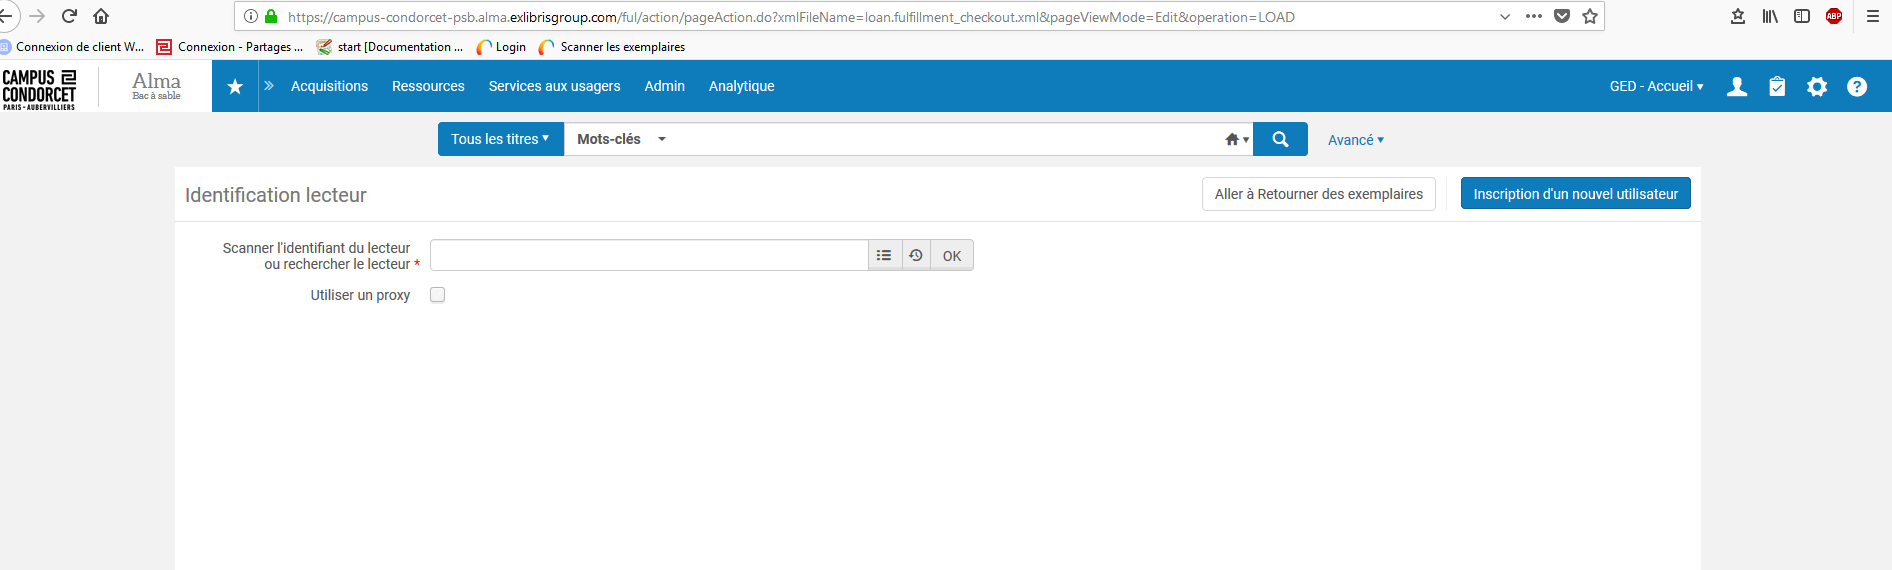 https://campus-condorcet-psb.alma.exlibrisgroup.com/ful/action/pageAction.do?xmlFileName=loan.fulfillment_checkout.xml&pageViewMode=Edit&operation=LOAD
ABP
Connexion de client W... Connexion - Partages ... start [Documentation ... Login Scanner les exemplaires
CAMPUS
CONDORCET
PARIS-AUBERVILLIERS
Alma
Bac à sable
Acquisitions Ressources Services aux usagers Admin Analytique GED - Accueil
Tous les titres Mots-clés Avancé
Identification lecteur Aller à Retourner des exemplaires Inscription d'un nouvel utilisateur
Scanner l'identifiant du lecteur
ou rechercher le lecteur * OK
Utiliser un proxy